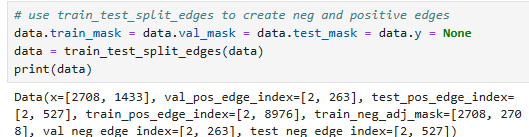 # use train_test_split_edges to create neg and positive edges
data.train_mask = data.val_mask = data.test_mask = data.y = None
data = train_test_split_edges(data)
print(data)
Data(x=[2708, 1433], val_pos_edge_index=[2, 263], test_pos_edge_index=
[2, 527], train_pos_edge_index=[2, 8976], train_neg_adj_mask=[2708, 270
8], val_neg_edge_index=[2, 263], test_neg_edge_index=[2, 527])